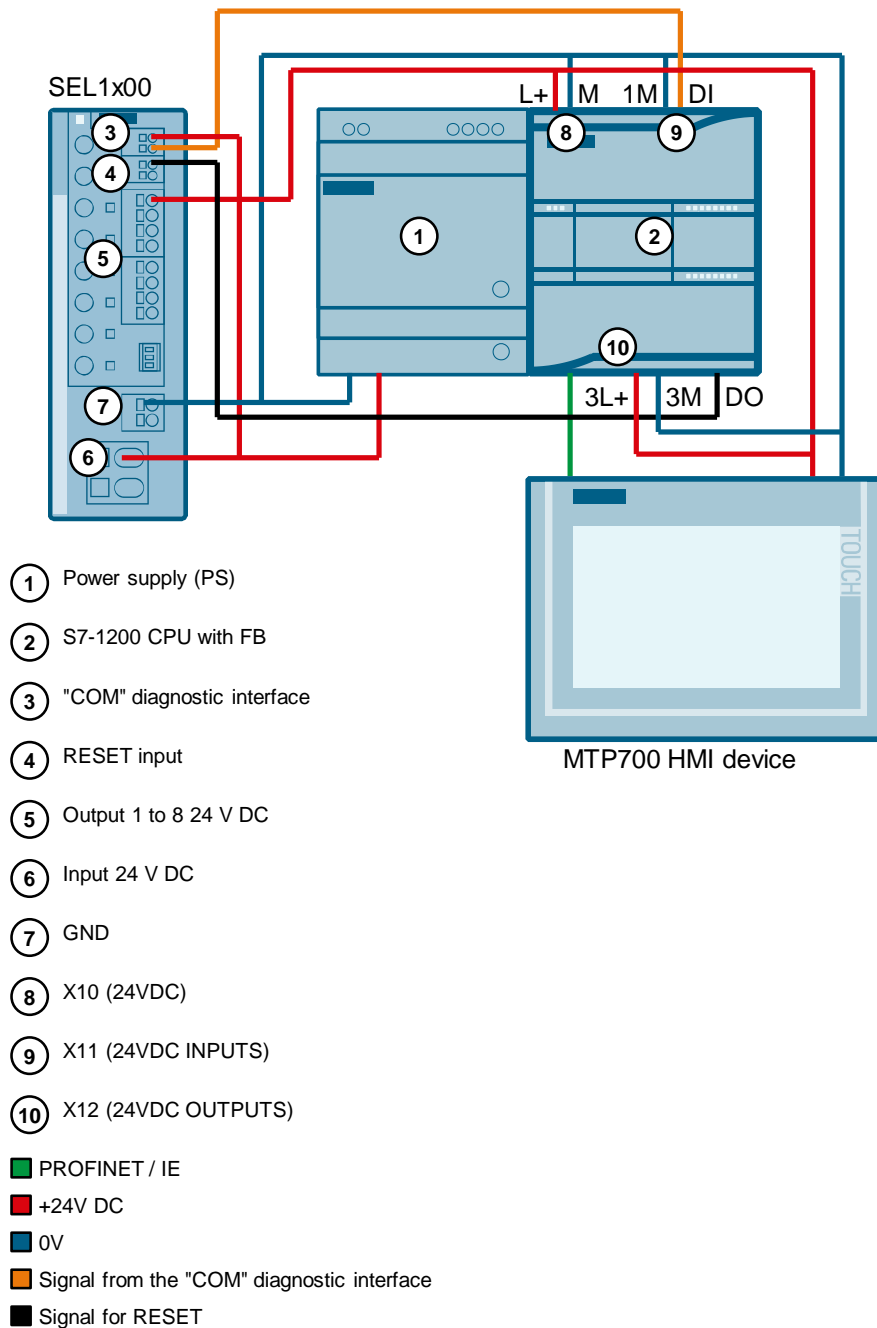 SEL1x00
L+ M 1M DI
3
8
9
4
1
2
5
10
3L+ 3M DO
7
6
TOUCH
1 Power supply (PS)
2 S7-1200 CPU with FB
3 "COM" diagnostic interface
MTP700 HMI device
4 RESET input
5 Output 1 to 8 24 V DC
6 Input 24 V DC
7 GND
8 X10 (24VDC)
9 X11 (24VDC INPUTS)
10 X12 (24VDC OUTPUTS)
PROFINET / IE
+24V DC
0V
Signal from the "COM" diagnostic interface
Signal for RESET